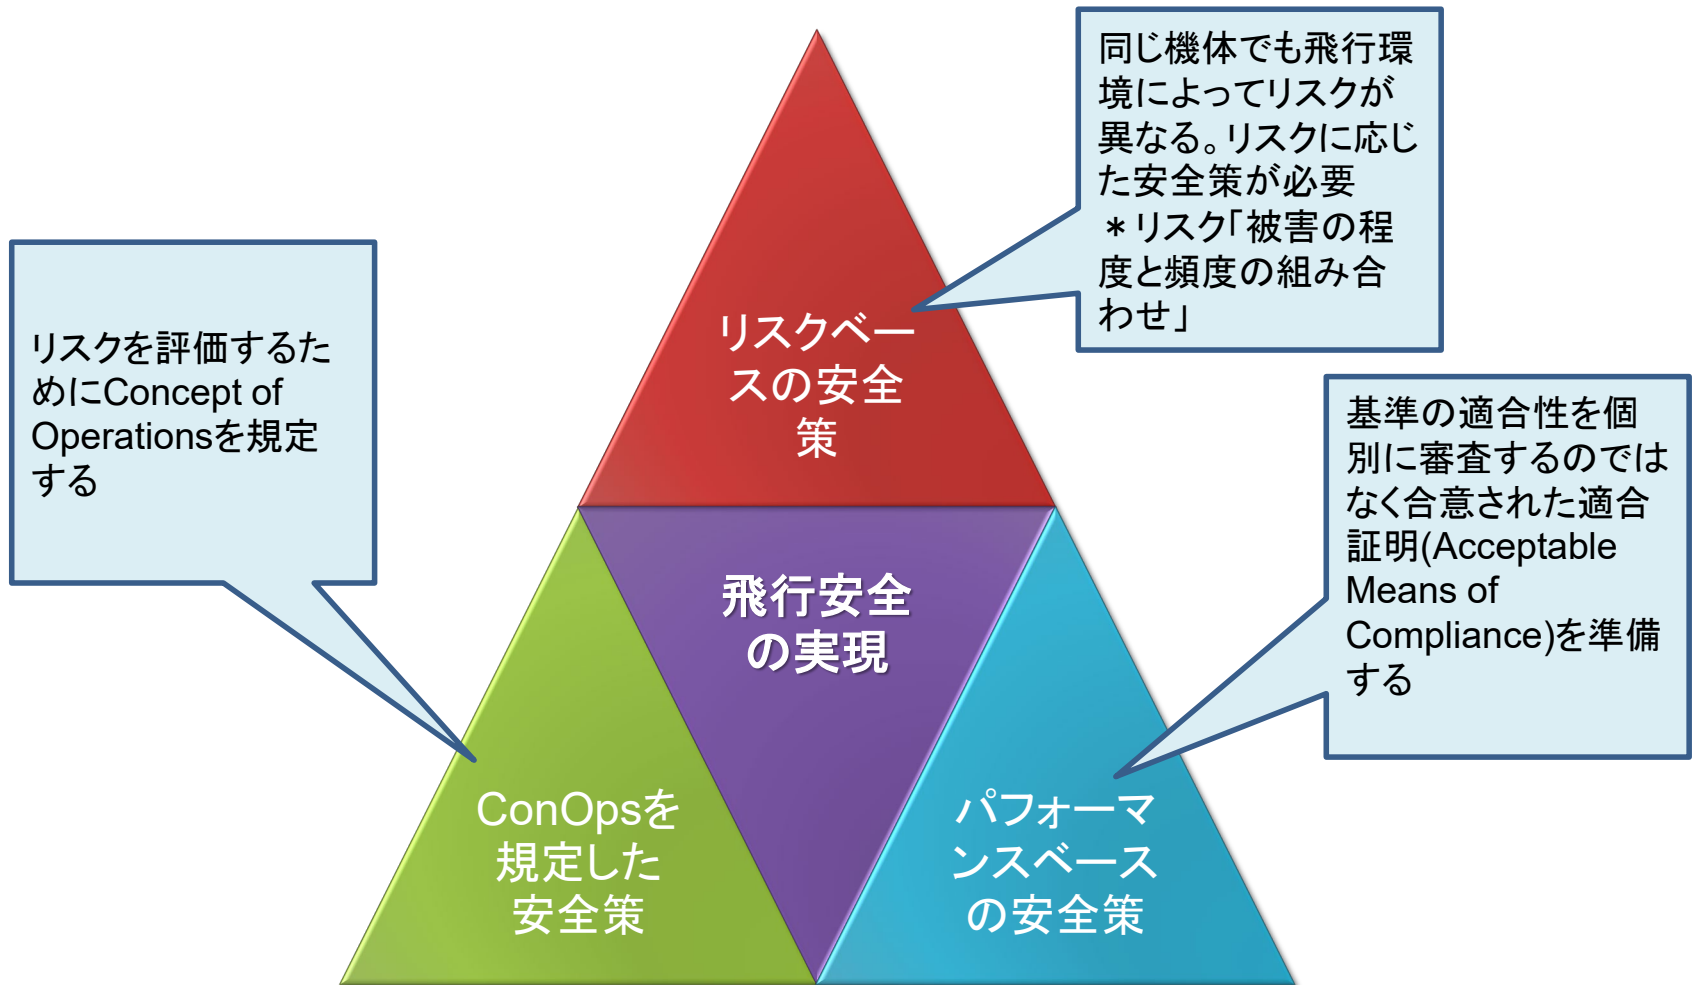 同じ機体でも飛行環
境によってリスクが
異なる。リスクに応じ
た安全策が必要
＊リスク「被害の程
度と頻度の組み合
わせ」
リスクを評価するた
めにConcept of
Operationsを規定
する
リスクベー
スの安全
策
基準の適合性を個
別に審査するのでは
なく合意された適合
証明(Acceptable
Means of
Compliance)を準備
する
飛行安全
の実現
ConOpsを
規定した
安全策
パフォーマ
ンスベース
の安全策